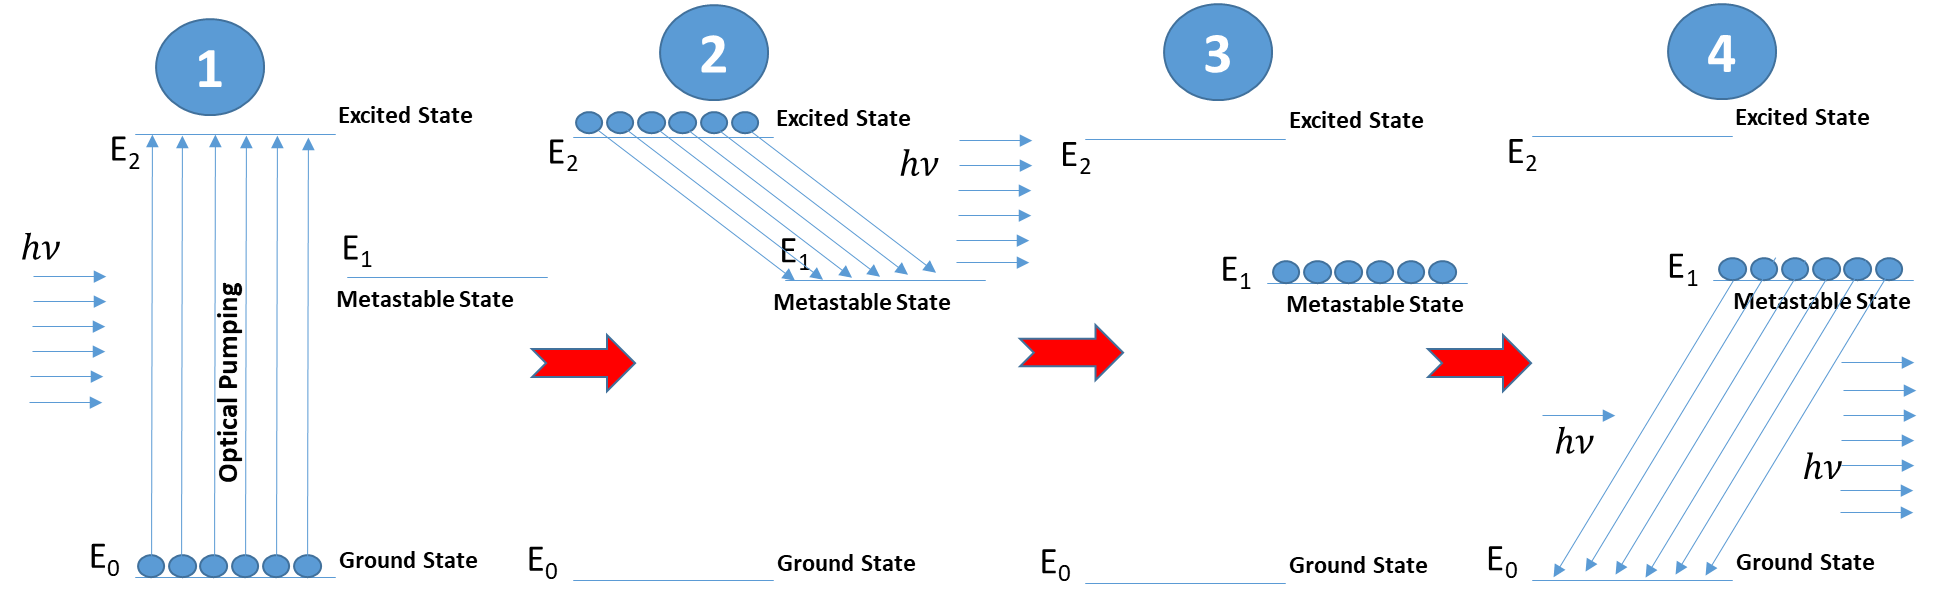 1
Excited State
E₂
hν
E₁
Metastable State
Optical Pumping
E₀
Ground State
2
Excited State
E₂
hν
E₁
Metastable State
E₀
Ground State
3
Excited State
E₂
E₁
Metastable State
E₀
Ground State
4
Excited State
E₂
E₁
Metastable State
hν
hν
E₀
Ground State